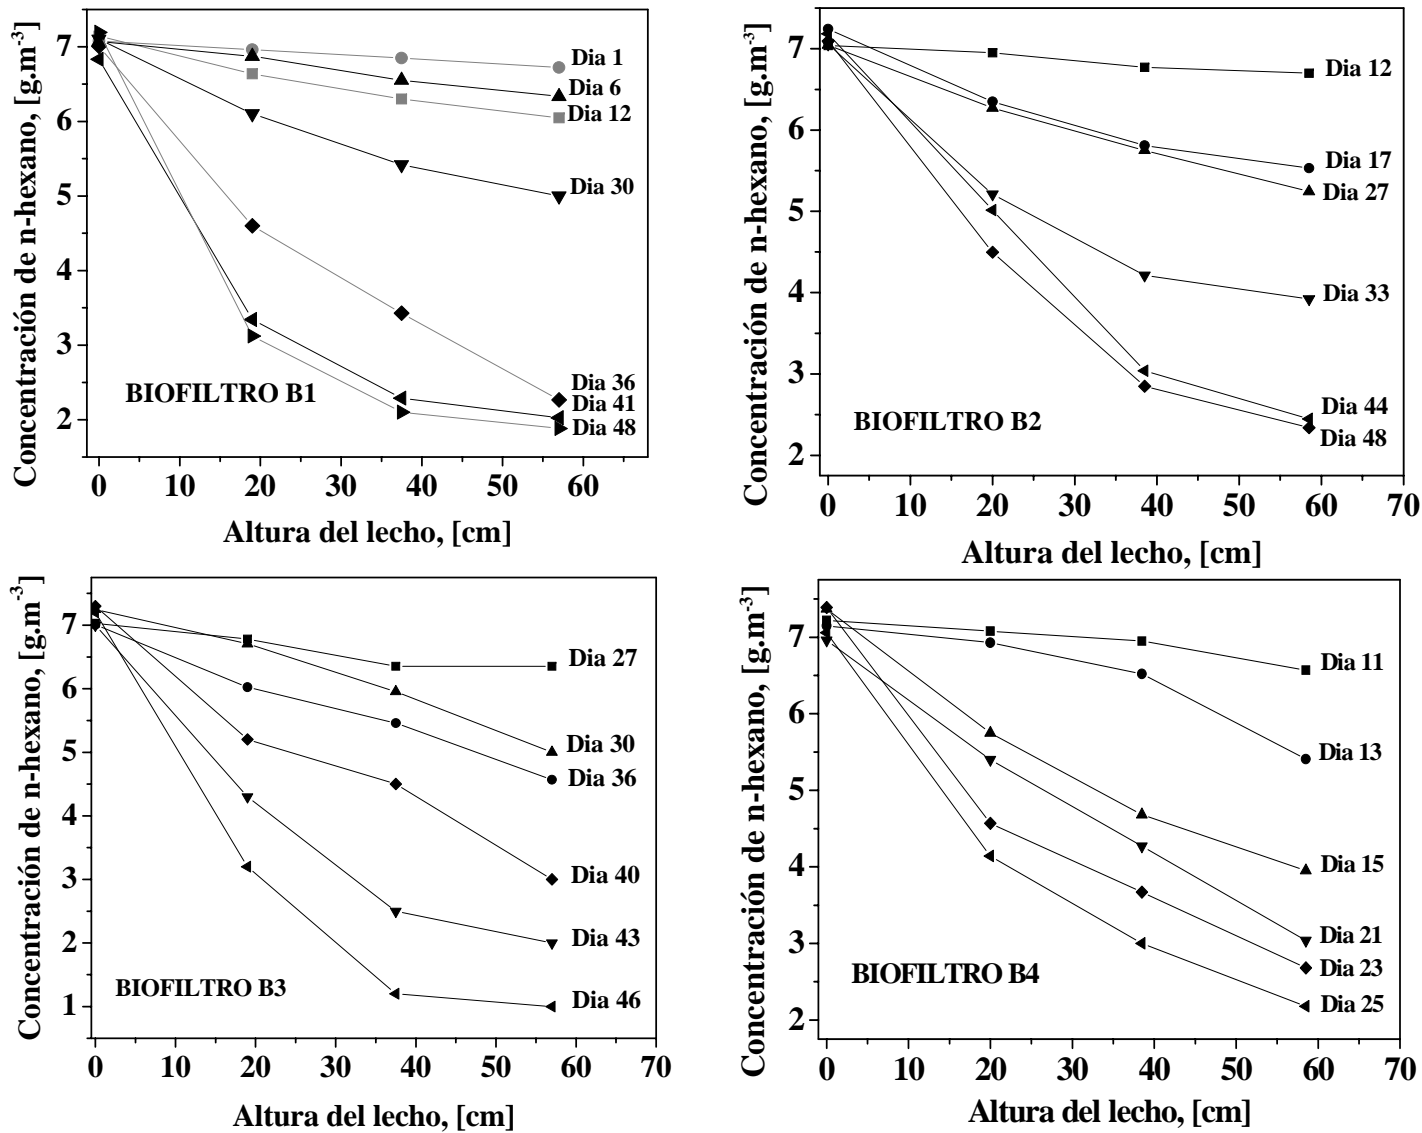 Concentración de n-hexano, [g.m⁻³]
7
6
5
4
3
2
Dia 1
Dia 6
Dia 12
Dia 30
Dia 36
Dia 41
Dia 48
BIOFILTRO B1
0 10 20 30 40 50 60
Altura del lecho, [cm]
Concentración de n-hexano, [g.m⁻³]
7
6
5
4
3
2
Dia 12
Dia 17
Dia 27
Dia 33
Dia 44
Dia 48
BIOFILTRO B2
0 10 20 30 40 50 60 70
Altura del lecho, [cm]
Concentración de n-hexano, [g.m⁻³]
7
6
5
4
3
2
1
Dia 27
Dia 30
Dia 36
Dia 40
Dia 43
Dia 46
BIOFILTRO B3
0 10 20 30 40 50 60 70
Altura del lecho, [cm]
Concentración de n-hexano, [g.m⁻³]
7
6
5
4
3
2
Dia 11
Dia 13
Dia 15
Dia 21
Dia 23
Dia 25
BIOFILTRO B4
0 10 20 30 40 50 60 70
Altura del lecho, [cm]